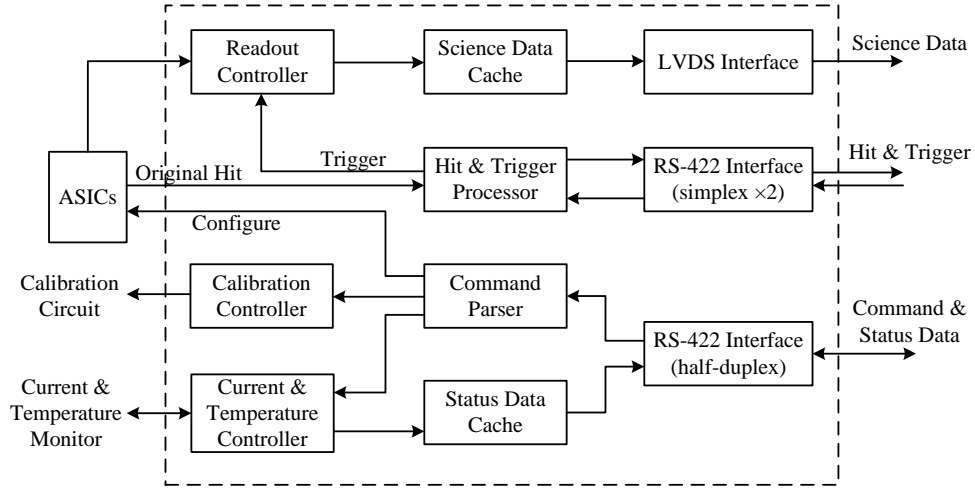 Readout
Controller
Science Data
Cache
LVDS Interface
Science Data
ASICs
Original Hit
Trigger
Configure
Hit & Trigger
Processor
RS-422 Interface
(simplex ×2)
Hit & Trigger
Calibration
Circuit
Calibration
Controller
Command
Parser
RS-422 Interface
(half-duplex)
Command &
Status Data
Current &
Temperature
Monitor
Current &
Temperature
Controller
Status Data
Cache